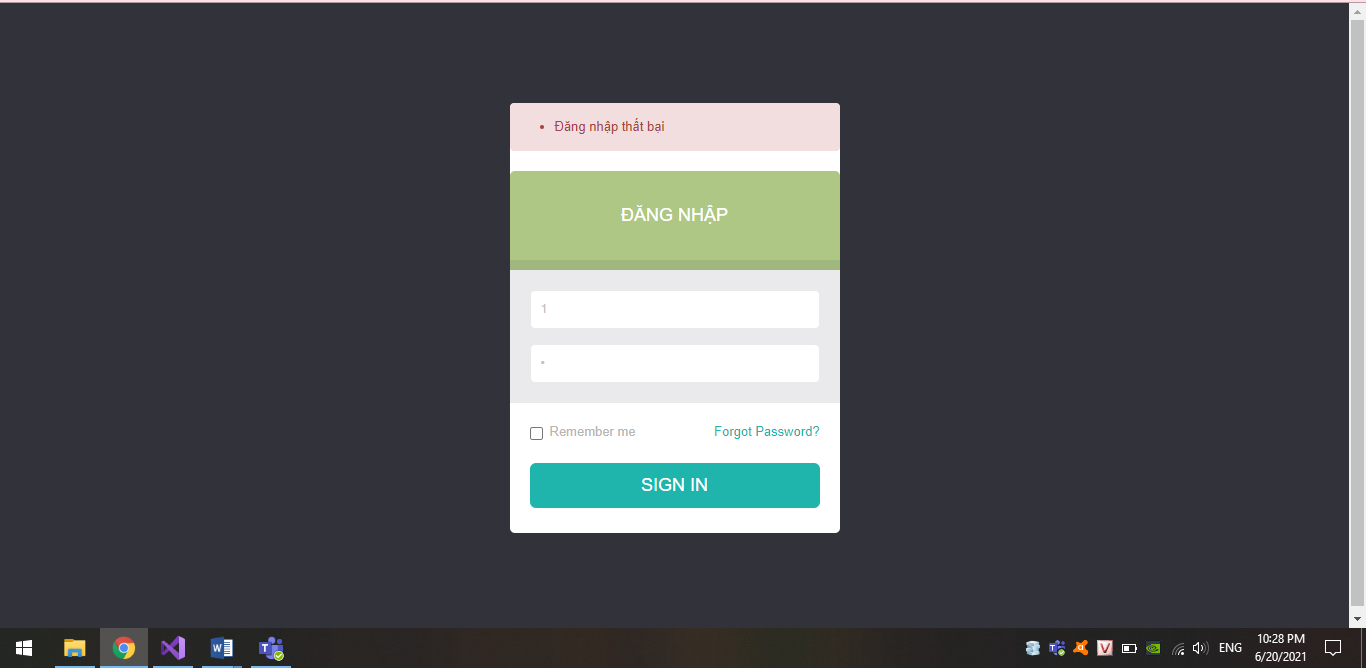 Đăng nhập thất bại
ĐĂNG NHẬP
1
Remember me
Forgot Password?
SIGN IN
ENG
10:28 PM
6/20/2021